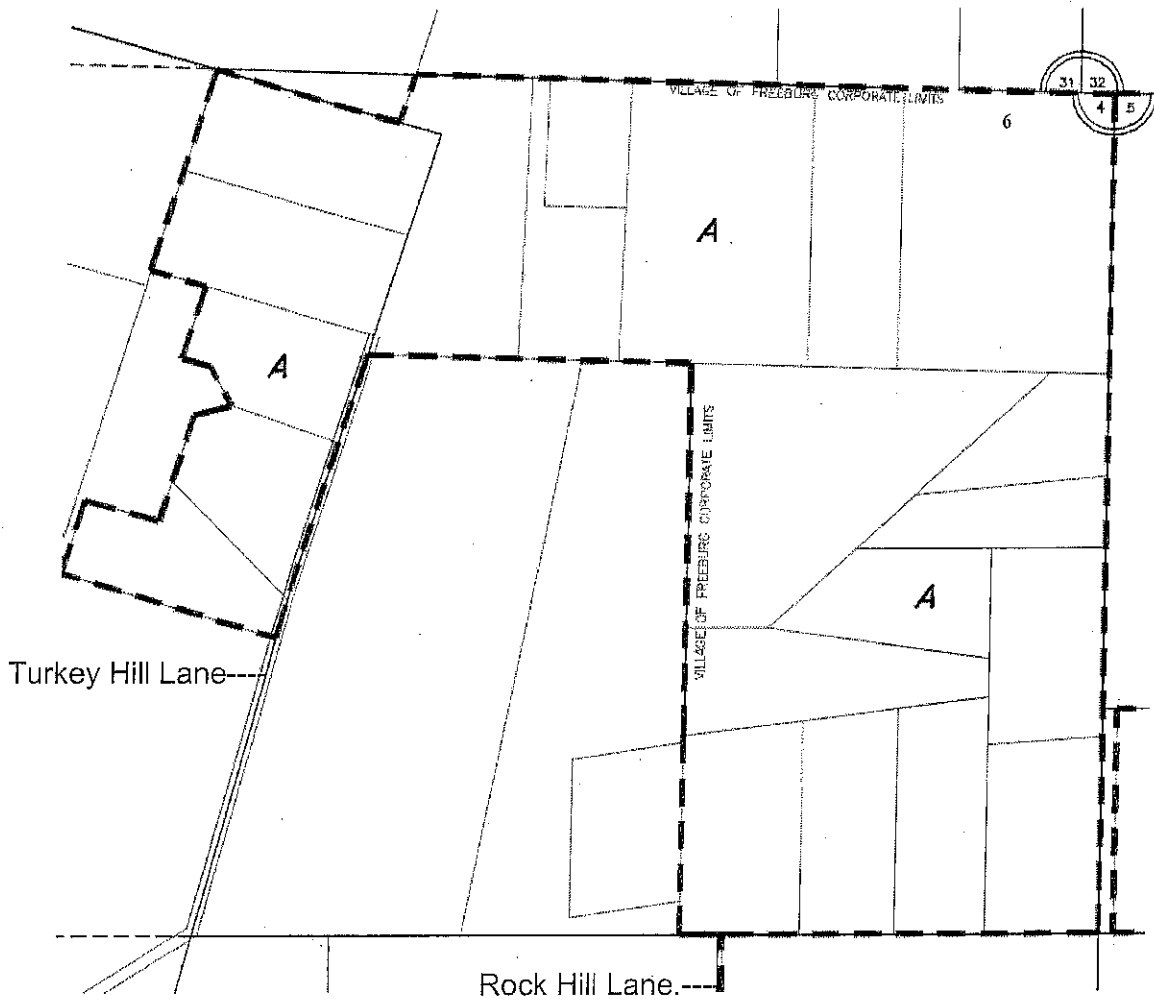 31 32
4 5
VILLAGE OF FREEBURG CORPORATE LIMITS
6
A
A
VILLAGE OF FREEBURG CORPORATE LIMITS
A
Turkey Hill Lane----
Rock Hill Lane.----